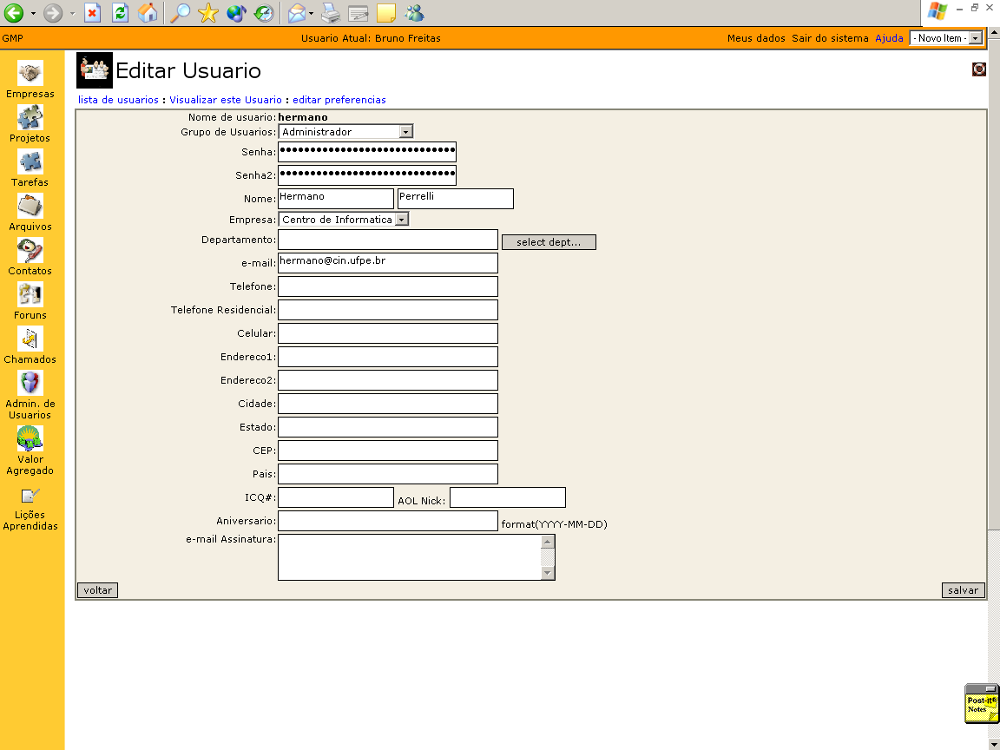 GMP Usuario Atual: Bruno Freitas Meus dados Sair do sistema Ajuda - Novo Item -
Empresas
Projetos
Tarefas
Arquivos
Contatos
Foruns
Chamados
Admin. de
Usuarios
Valor
Agregado
Lições
Aprendidas
Editar Usuario
lista de usuarios : Visualizar este Usuario : editar preferencias
Nome de usuario: hermano
Grupo de Usuarios: Administrador
Senha: •••••••••••••••••••••••••••••
Senha2: •••••••••••••••••••••••••••••
Nome: Hermano Perrelli
Empresa: Centro de Informatica
Departamento: select dept...
e-mail: hermano@cin.ufpe.br
Telefone:
Telefone Residencial:
Celular:
Endereco1:
Endereco2:
Cidade:
Estado:
CEP:
Pais:
ICQ#: AOL Nick:
Aniversario: format(YYYY-MM-DD)
e-mail Assinatura:
voltar salvar
Post-it®
Notes